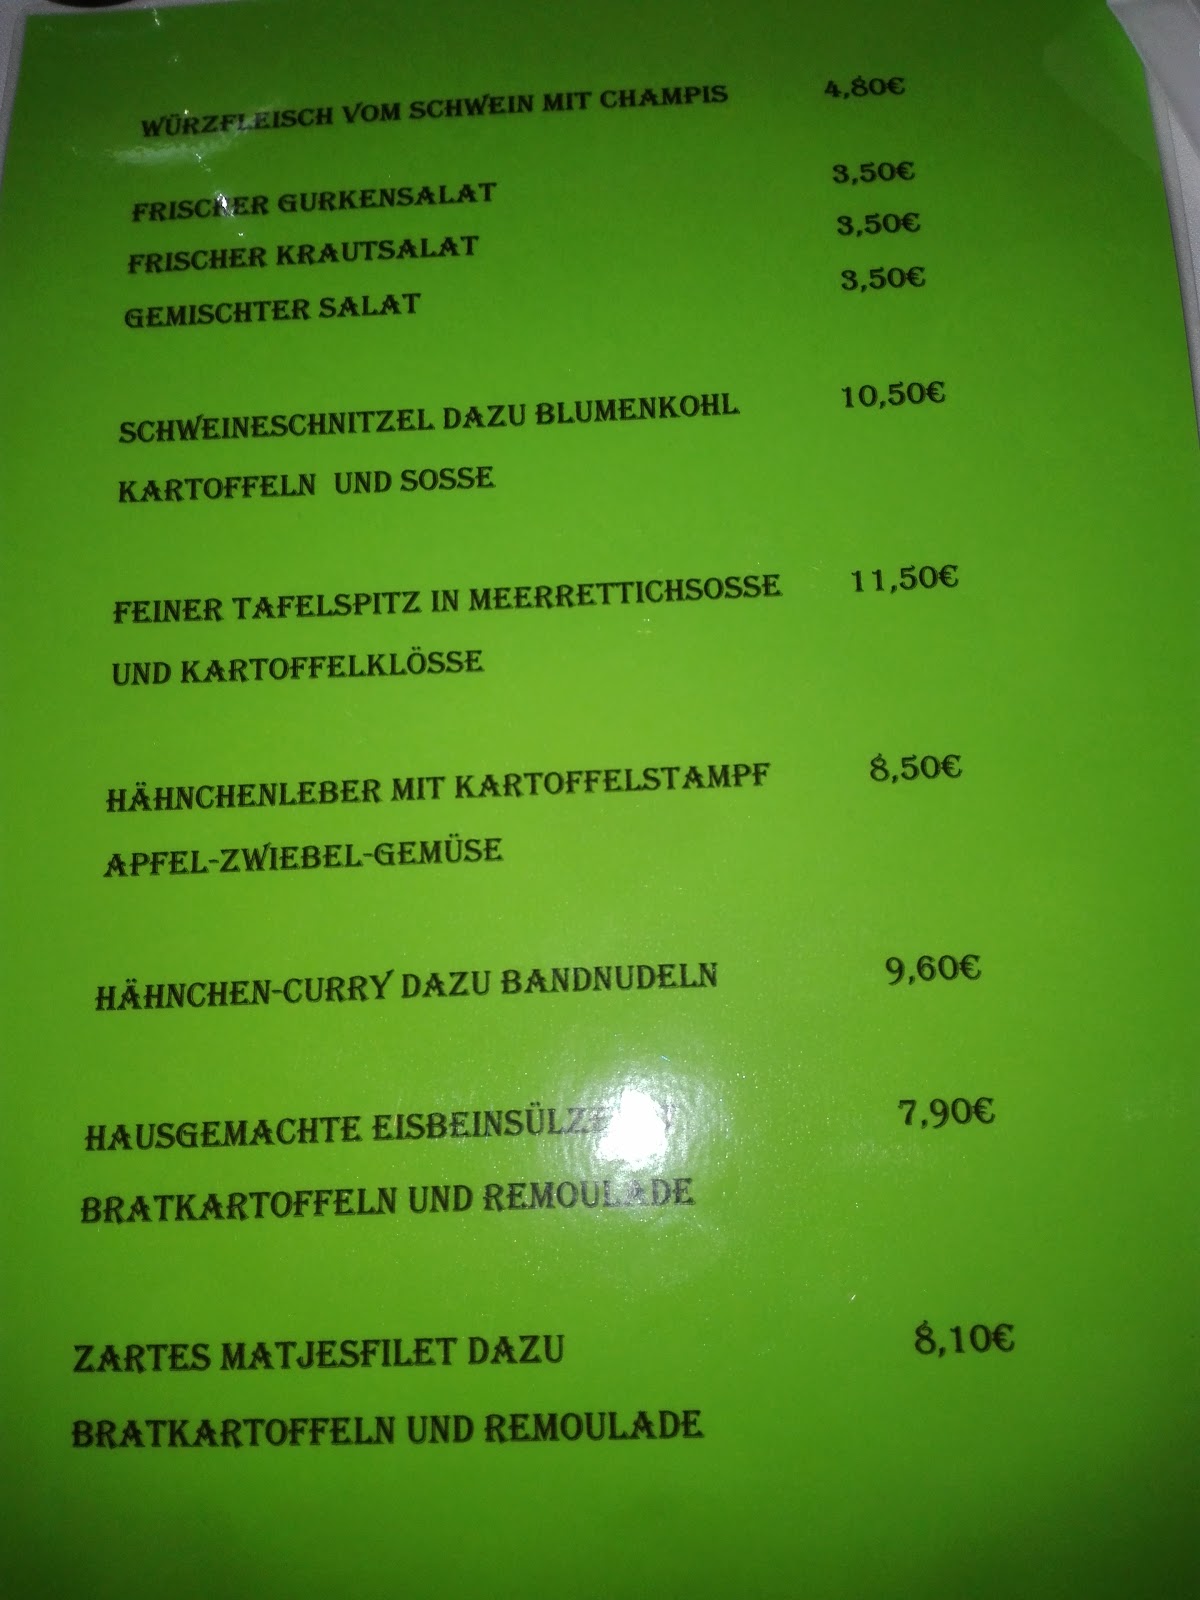 WÜRZFLEISCH VOM SCHWEIN MIT CHAMPIS 4,80€
FRISCHER GURKENSALAT 3,50€
FRISCHER KRAUTSALAT 3,50€
GEMISCHTER SALAT 3,50€
SCHWEINESCHNITZEL DAZU BLUMENKOHL 10,50€
KARTOFFELN UND SOSSE
FEINER TAFELSPITZ IN MEERRETTICHSOSSE 11,50€
UND KARTOFFELKLÖSSE
HÄHNCHENLEBER MIT KARTOFFELSTAMPF 8,50€
APFEL-ZWIEBEL-GEMÜSE
HÄHNCHEN-CURRY DAZU BANDNUDELN 9,60€
HAUSGEMACHTE EISBEINSÜLZE 7,90€
BRATKARTOFFELN UND REMOULADE
ZARTES MATJESFILET DAZU 8,10€
BRATKARTOFFELN UND REMOULADE